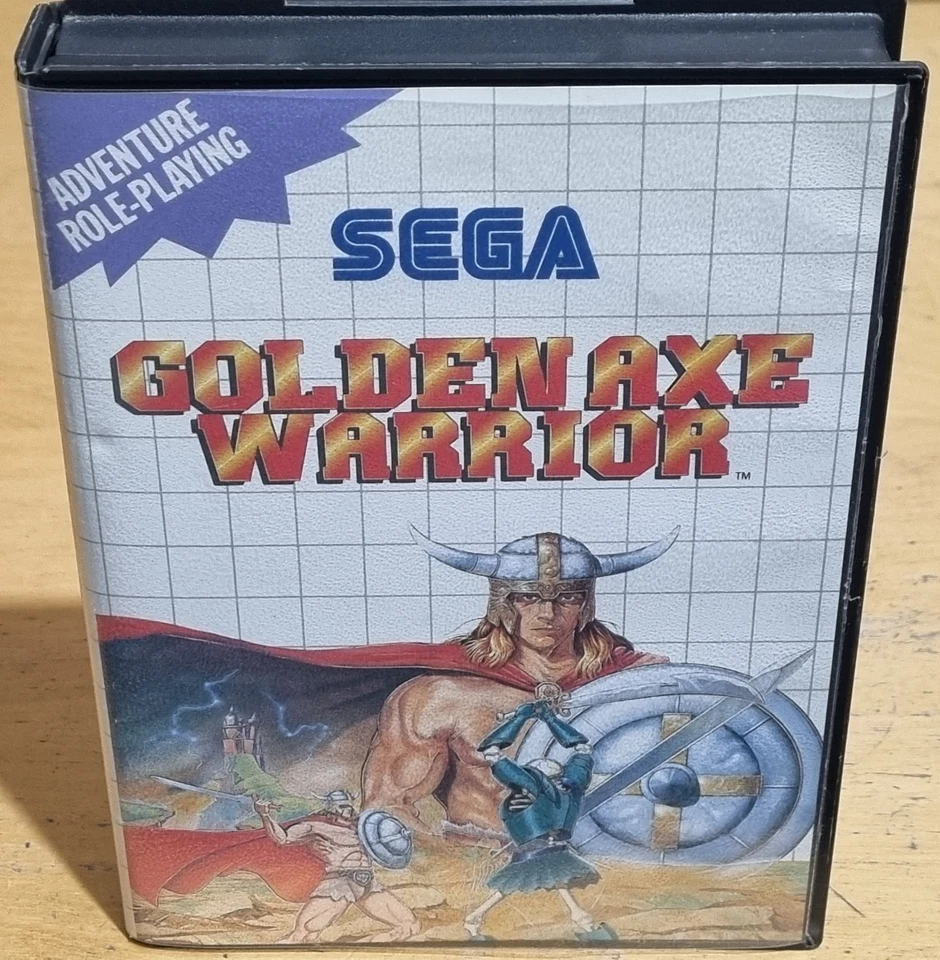 ADVENTURE
ROLE-PLAYING
SEGA
GOLDEN AXE
WARRIOR
TM